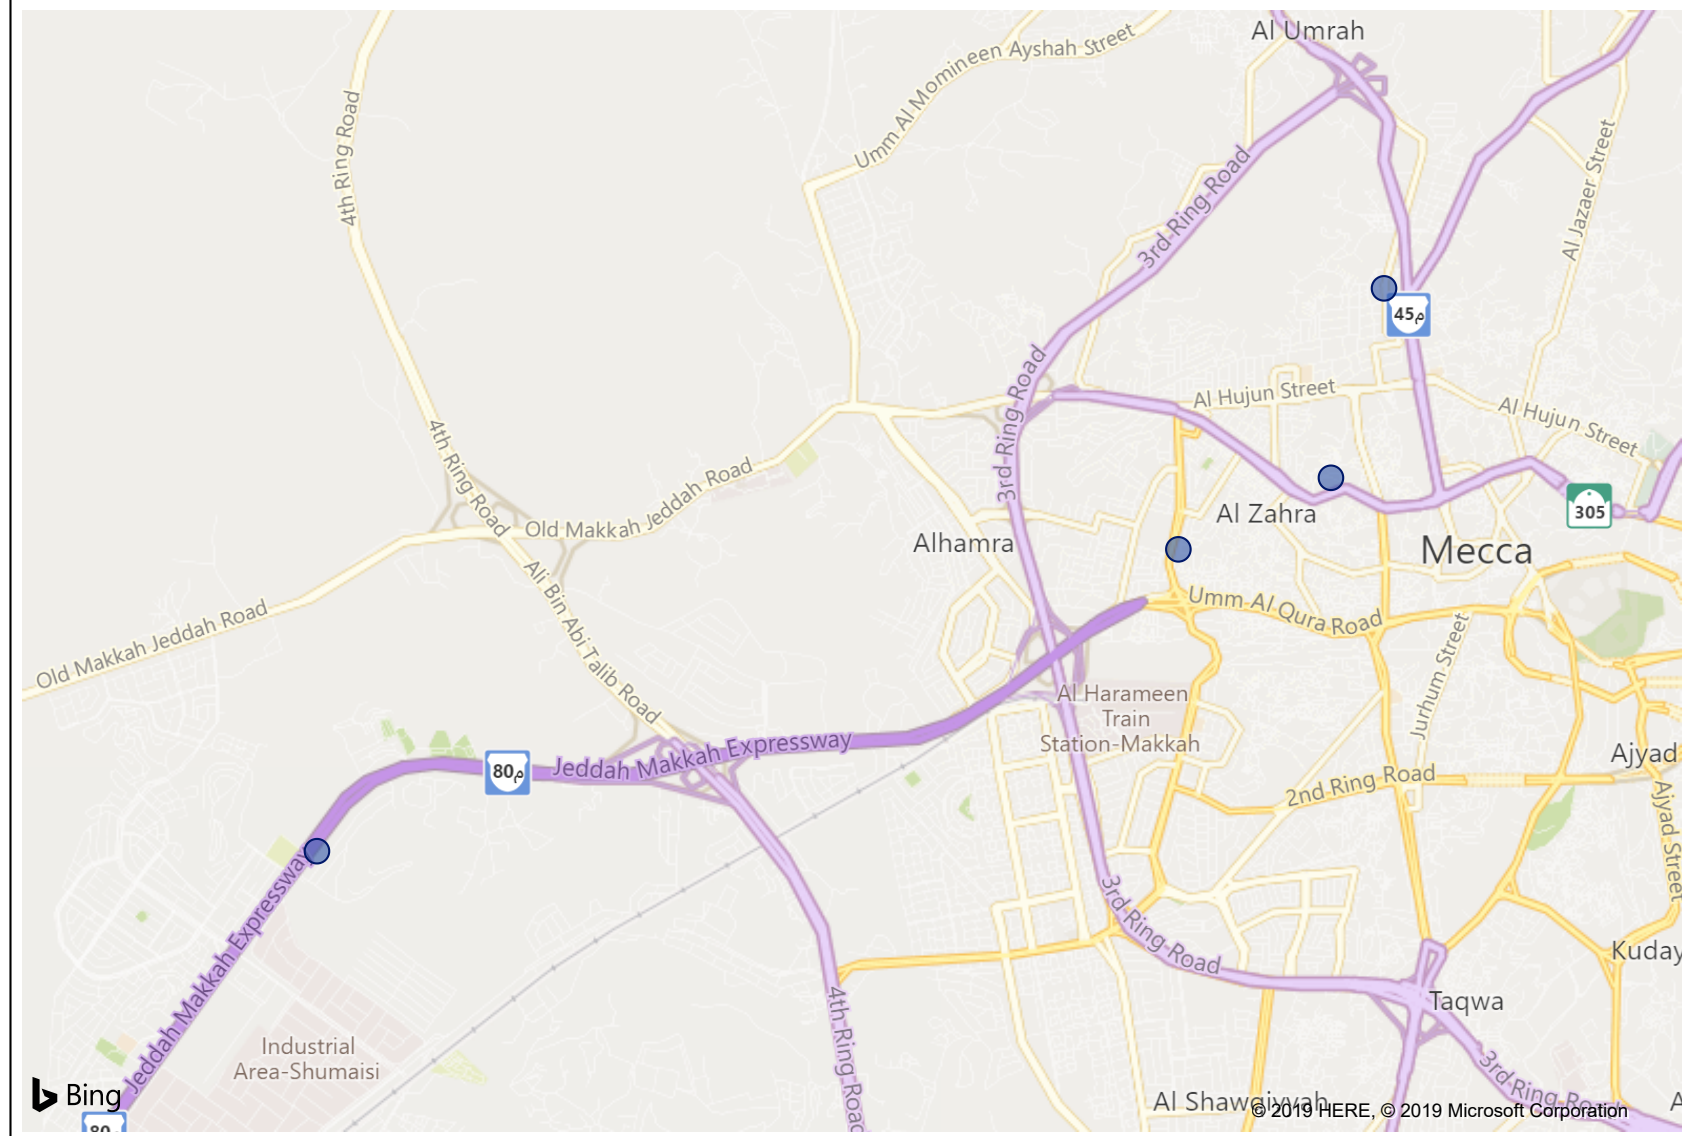 Al Umrah
Umm Al Momineen Ayshah Street
4th Ring Road
Al Jazaer Street
3rd Ring Road
45م
3rd Ring Road
Al Hujun Street
Al Hujun Street
4th Ring Road
Old Makkah Jeddah Road
Al Zahra
305
Alhamra
Mecca
Ali Bin Abi Talib Road
Umm Al Qura Road
Old Makkah Jeddah Road
Jurhum Street
Al Harameen
Train
Station-Makkah
80م
Jeddah Makkah Expressway
Ajyad
2nd Ring Road
Ajyad Street
Jeddah Makkah Expressway
3rd Ring Road
Kuday
Taqwa
4th Ring Road
Industrial
Area-Shumaisi
3rd Ring Road
Bing
Al Shawqiyyah
© 2019 HERE, © 2019 Microsoft Corporation